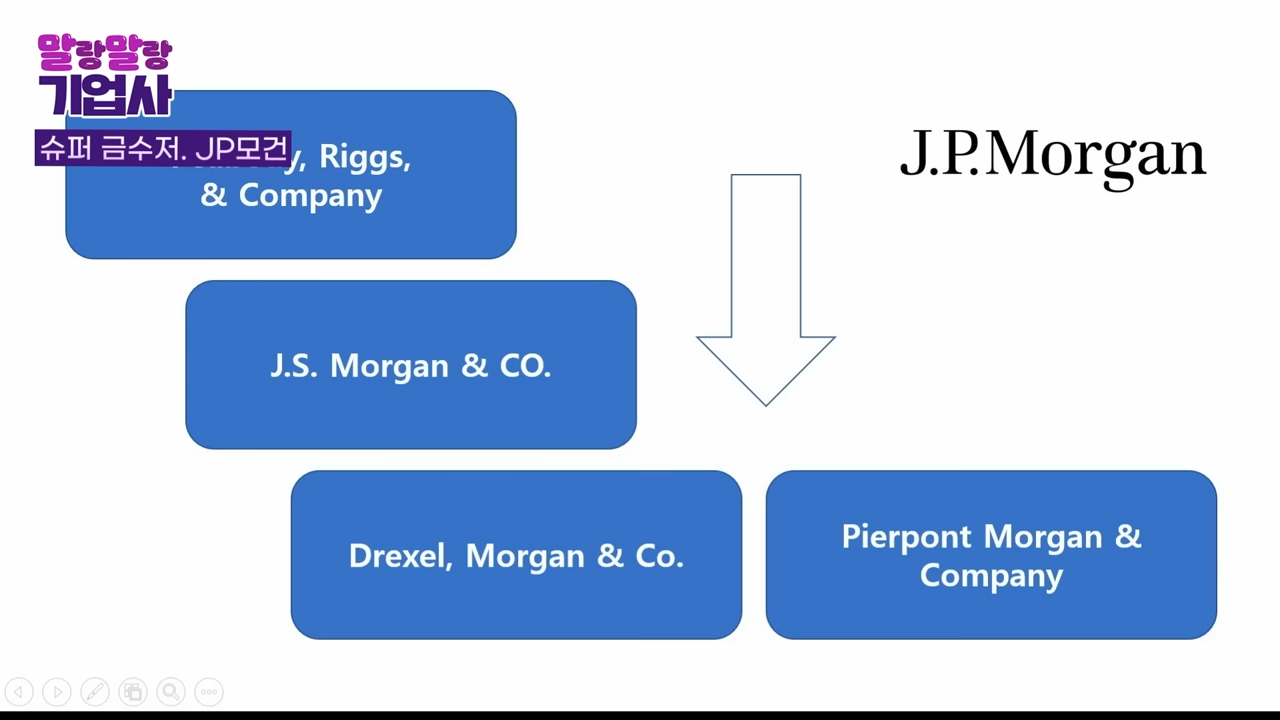 말랑말랑
기업사
슈퍼 금수저. JP모건
Riggs,
& Company
J.P.Morgan
J.S. Morgan & CO.
Drexel, Morgan & Co.
Pierpont Morgan &
Company